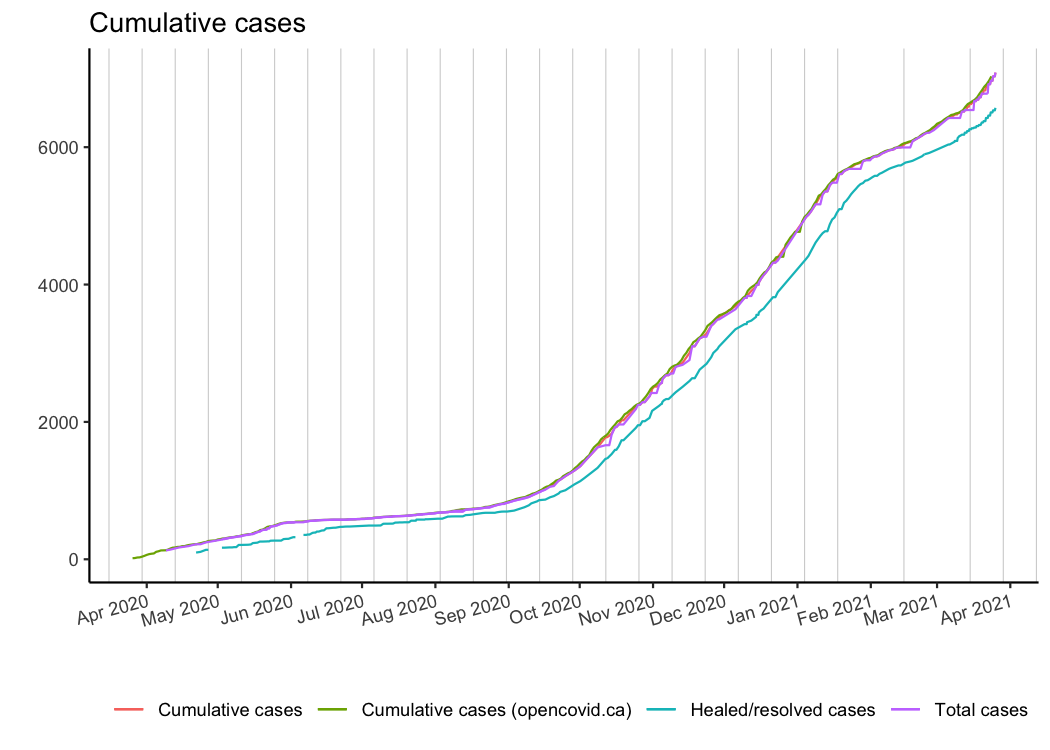 Cumulative cases
6000
4000
2000
0
Apr 2020 May 2020 Jun 2020 Jul 2020 Aug 2020 Sep 2020 Oct 2020 Nov 2020 Dec 2020 Jan 2021 Feb 2021 Mar 2021 Apr 2021
Cumulative cases Cumulative cases (opencovid.ca) Healed/resolved cases Total cases